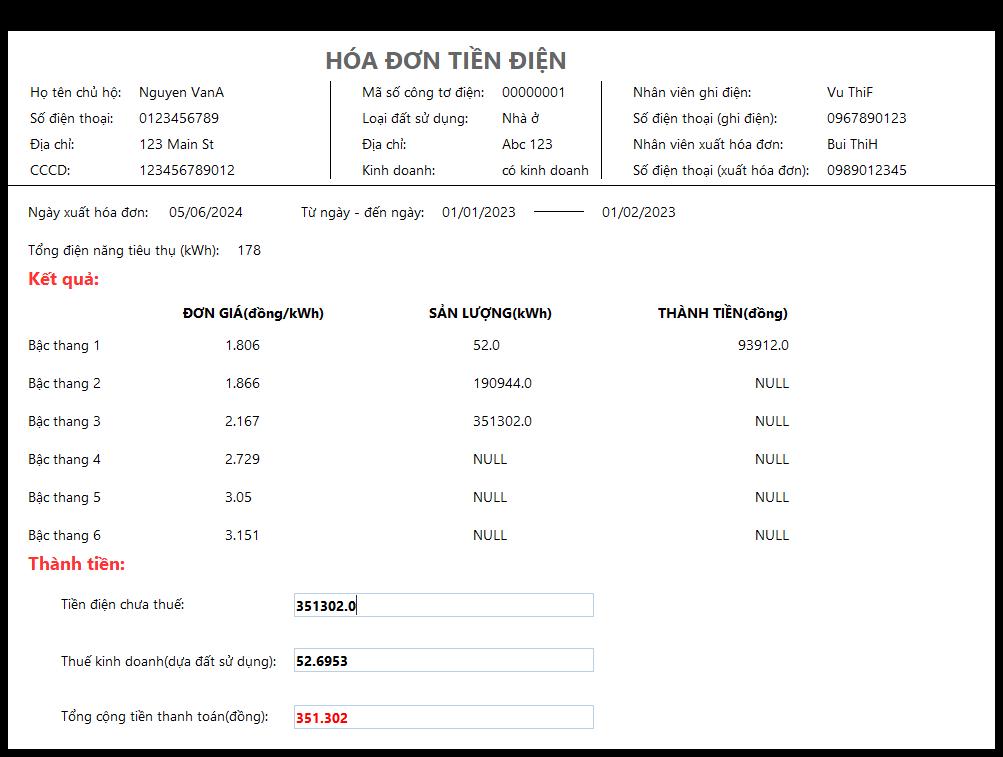 HÓA ĐƠN TIỀN ĐIỆN
Họ tên chủ hộ: Nguyen VanA
Số điện thoại: 0123456789
Địa chỉ: 123 Main St
CCCD: 123456789012
Mã số công tơ điện: 00000001
Loại đất sử dụng: Nhà ở
Địa chỉ: Abc 123
Kinh doanh: có kinh doanh
Nhân viên ghi điện: Vu ThiF
Số điện thoại (ghi điện): 0967890123
Nhân viên xuất hóa đơn: Bui ThiH
Số điện thoại (xuất hóa đơn): 0989012345
Ngày xuất hóa đơn: 05/06/2024 Từ ngày - đến ngày: 01/01/2023 01/02/2023
Tổng điện năng tiêu thụ (kWh): 178
Kết quả:
ĐƠN GIÁ(đồng/kWh) SẢN LƯỢNG(kWh) THÀNH TIỀN(đồng)
Bậc thang 1 1.806 52.0 93912.0
Bậc thang 2 1.866 190944.0 NULL
Bậc thang 3 2.167 351302.0 NULL
Bậc thang 4 2.729 NULL NULL
Bậc thang 5 3.05 NULL NULL
Bậc thang 6 3.151 NULL NULL
Thành tiền:
Tiền điện chưa thuế: 351302.0
Thuế kinh doanh(dựa đất sử dụng): 52.6953
Tổng cộng tiền thanh toán(đồng): 351.302